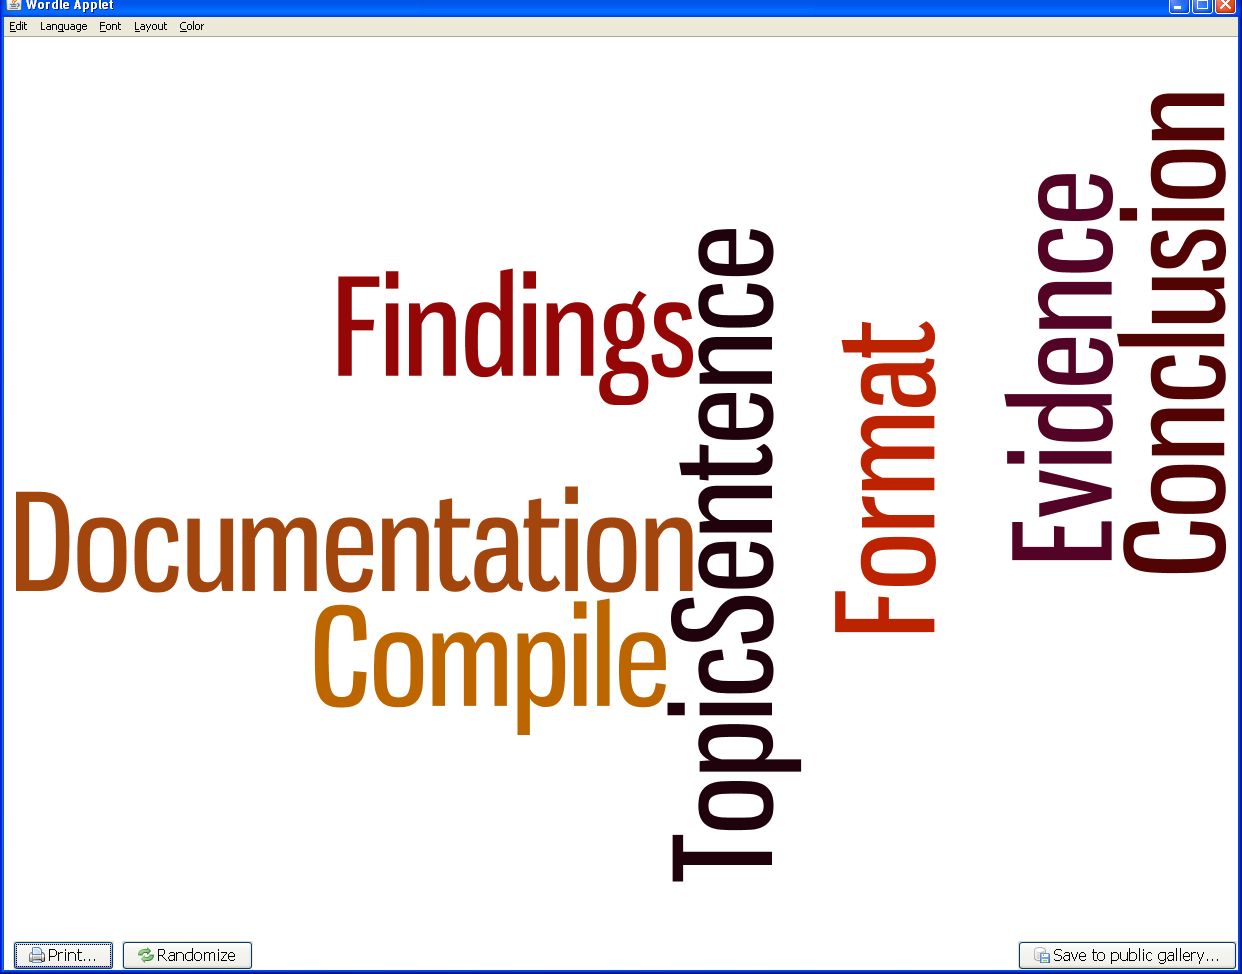 Wordle Applet
Edit Language Font Layout Color
Findings
Documentation
Compile
TopicSentence
Format
Evidence
Conclusion
Print... Randomize Save to public gallery...